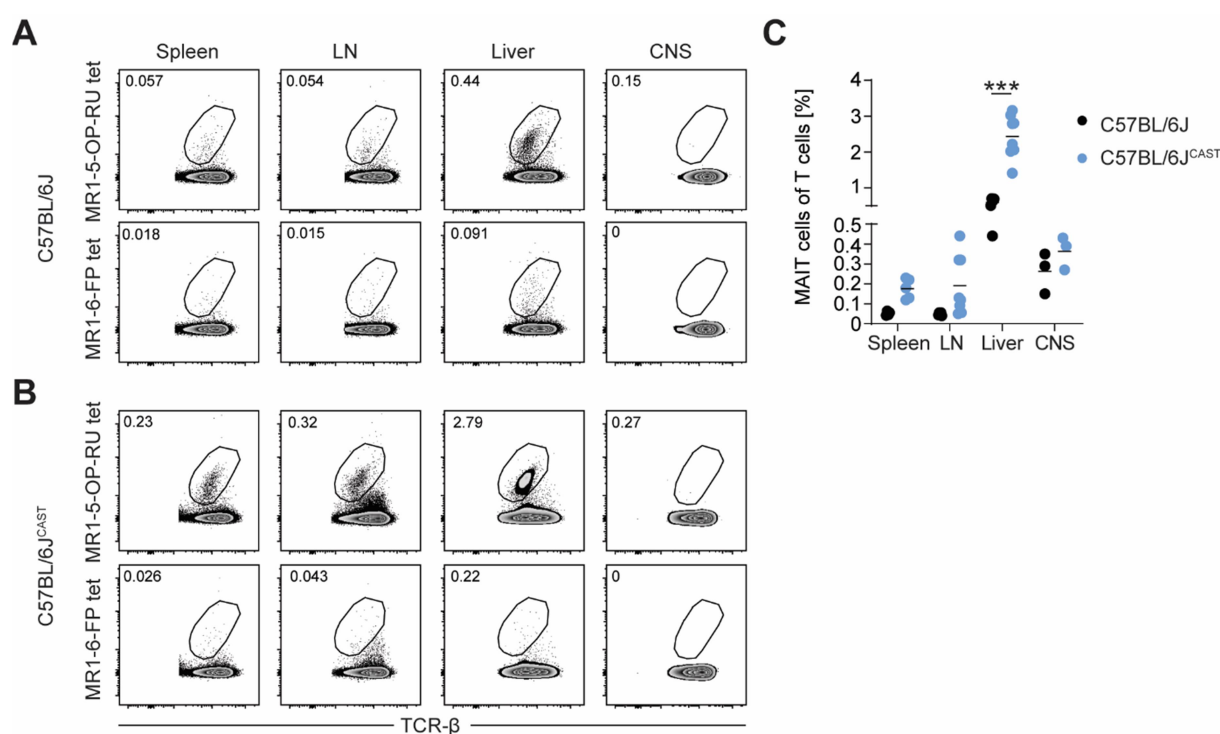 A
Spleen
LN
Liver
CNS
C57BL/6J
MR1-5-OP-RU tet
0.057
0.054
0.44
0.15
MR1-6-FP tet
0.018
0.015
0.091
0
B
C57BL/6J^CAST
MR1-5-OP-RU tet
0.23
0.32
2.79
0.27
MR1-6-FP tet
0.026
0.043
0.22
0
TCR-β
C
MAIT cells of T cells [%]
4
3
2
1
0.5
0.4
0.3
0.2
0.1
0
***
Spleen
LN
Liver
CNS
C57BL/6J
C57BL/6J^CAST